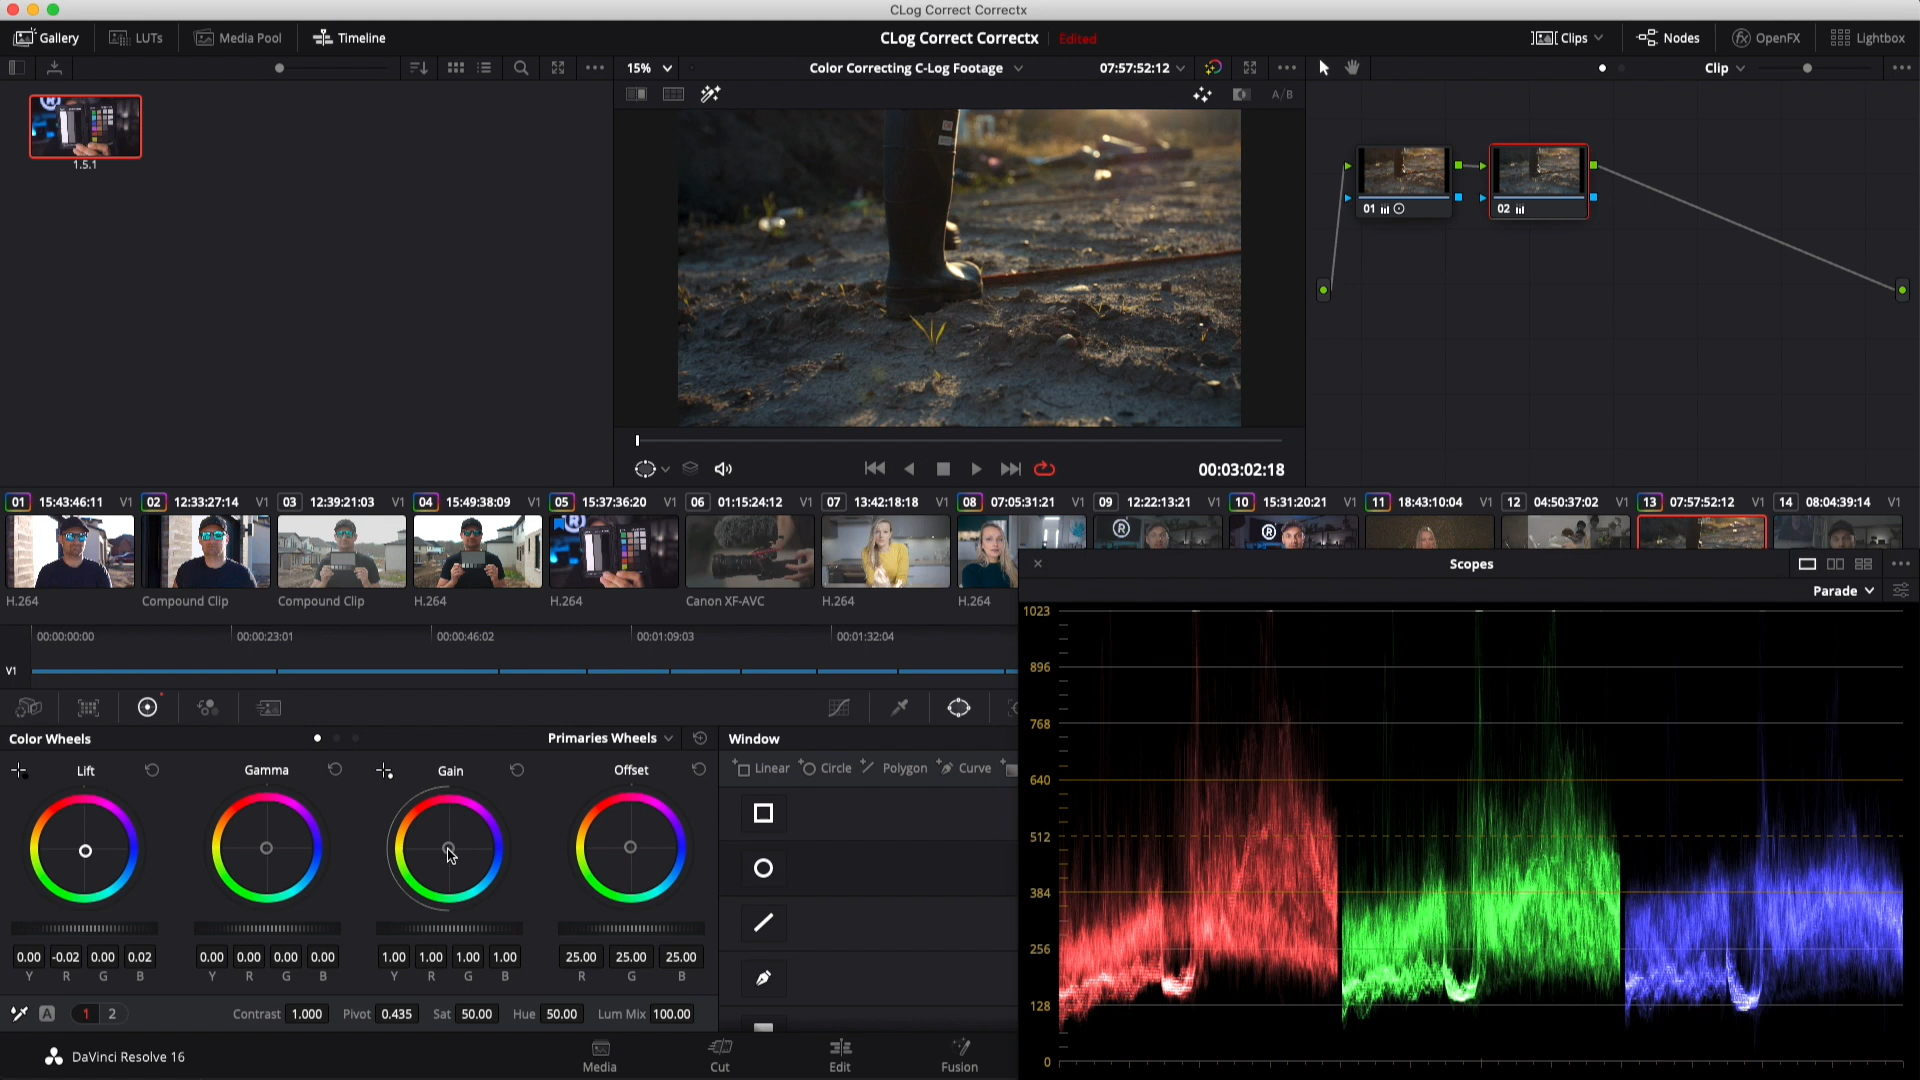 CLog Correct Correctx
Gallery LUTs Media Pool Timeline CLog Correct Correctx Edited Clips Nodes OpenFX Lightbox
15% Color Correcting C-Log Footage 07:57:52:12 Clip
A/B
1.5.1
01 02
00:03:02:18
01 15:43:46:11 V1 02 12:33:27:14 V1 03 12:39:21:03 V1 04 15:49:38:09 V1 05 15:37:36:20 V1 06 01:15:24:12 V1 07 13:42:18:18 V1 08 07:05:31:21 V1 09 12:22:13:21 V1 10 15:31:20:21 V1 11 18:43:10:04 V1 12 04:50:37:02 V1 13 07:57:52:12 V1 14 08:04:39:14 V1
H.264 Compound Clip Compound Clip H.264 H.264 Canon XF-AVC H.264 H.264
Scopes
Parade
00:00:00:00 00:00:23:01 00:00:46:02 00:01:09:03 00:01:32:04
V1
Color Wheels Primaries Wheels Window
Lift Gamma Gain Offset
Linear Circle Polygon Curve
0.00 -0.02 0.00 0.02 0.00 0.00 0.00 0.00 1.00 1.00 1.00 1.00 25.00 25.00 25.00
Y R G B Y R G B Y R G B R G B
A 1 2 Contrast 1.000 Pivot 0.435 Sat 50.00 Hue 50.00 Lum Mix 100.00
1023
896
768
640
512
384
256
128
0
DaVinci Resolve 16 Media Cut Edit Fusion